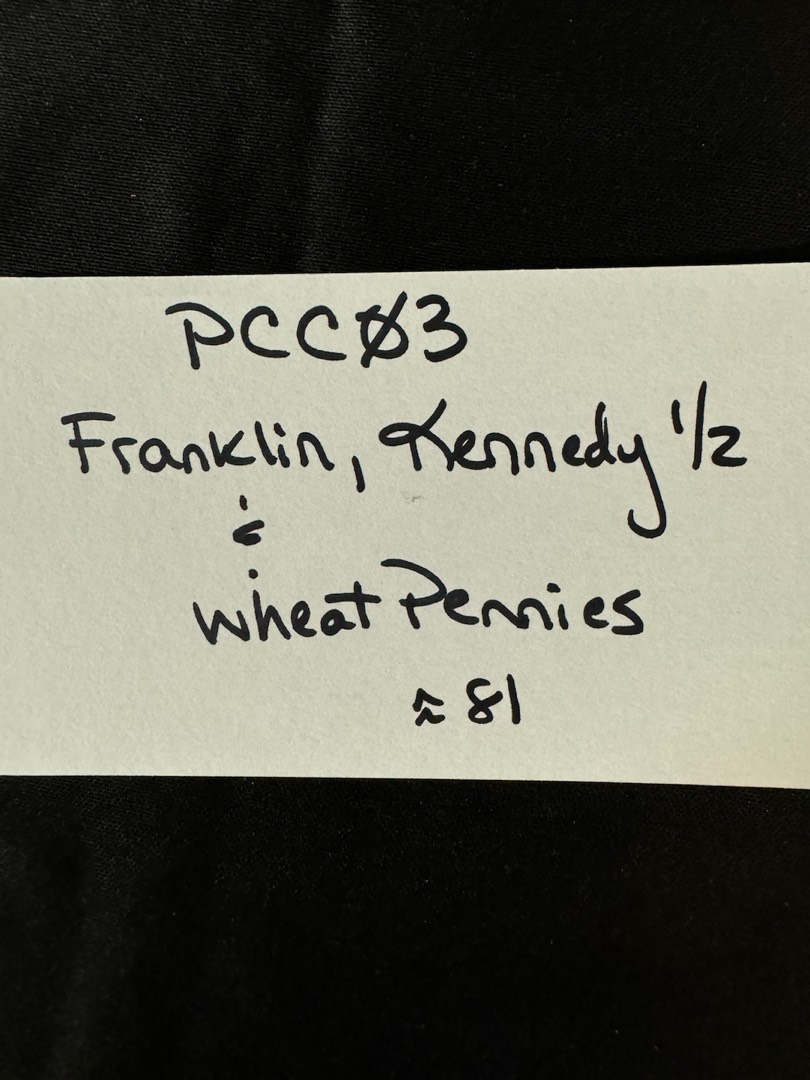 PCCØ3
Franklin, Kennedy 1/2
&
Wheat Pennies
≈ 81